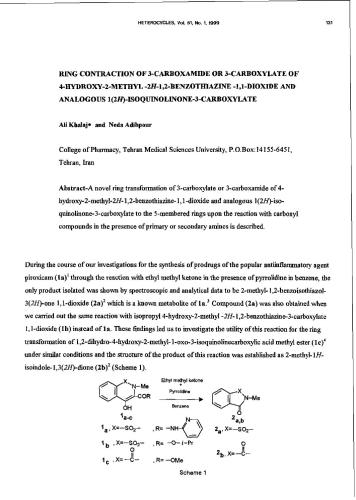 HETEROCYCLES, Vol. 51, No. 1, 1999
131
RING CONTRACTION OF 3-CARBOXAMIDE OR 3-CARBOXYLATE OF
4-HYDROXY-2-METHYL -2H-1,2-BENZOTHIAZINE -1,1-DIOXIDE AND
ANALOGOUS 1(2H)-ISOQUINOLINONE-3-CARBOXYLATE
Ali Khalaj* and Neda Adibpour
College of Pharmacy, Tehran Medical Sciences University, P.O.Box:14155-6451,
Tehran, Iran
Abstract-A novel ring transformation of 3-carboxylate or 3-carboxamide of 4-
hydroxy-2-methyl-2H-1,2-benzothiazine-1,1-dioxide and analogous 1(2H)-iso-
quinolinone-3-carboxylate to the 5-membered rings upon the reaction with carbonyl
compounds in the presence of primary or secondary amines is described.
During the course of our investigations for the synthesis of prodrugs of the popular antiinflammatory agent
piroxicam (1a)¹ through the reaction with ethyl methyl ketone in the presence of pyrrolidine in benzene, the
only product isolated was shown by spectroscopic and analytical data to be 2-methyl-1,2-benzoisothiazol-
3(2H)-one 1,1-dioxide (2a)² which is a known metabolite of 1a.³ Compound (2a) was also obtained when
we carried out the same reaction with isopropyl 4-hydroxy-2-methyl -2H-1,2-benzothiazine-3-carboxylate
1,1-dioxide (1b) instead of 1a. These findings led us to investigate the utility of this reaction for the ring
transformation of 1,2-dihydro-4-hydroxy-2-methyl-1-oxo-3-isoquinolinecarboxylic acid methyl ester (1c)⁴
under similar conditions and the structure of the product of this reaction was established as 2-methyl-1H-
isoindole-1,3(2H)-dione (2b)² (Scheme 1).
Ethyl methyl ketone
+
Pyrrolidine
Benzene
X
N-Me
COR
OH
1a-c
X
N-Me
O
2a,b
1a, X=-SO₂- , R= -NH- N
2a, X=-SO₂-
1b, X=-SO₂- , R= -O-i-Pr
O
2b, X=-C-
O
1c, X=-C- , R= -OMe
Scheme 1